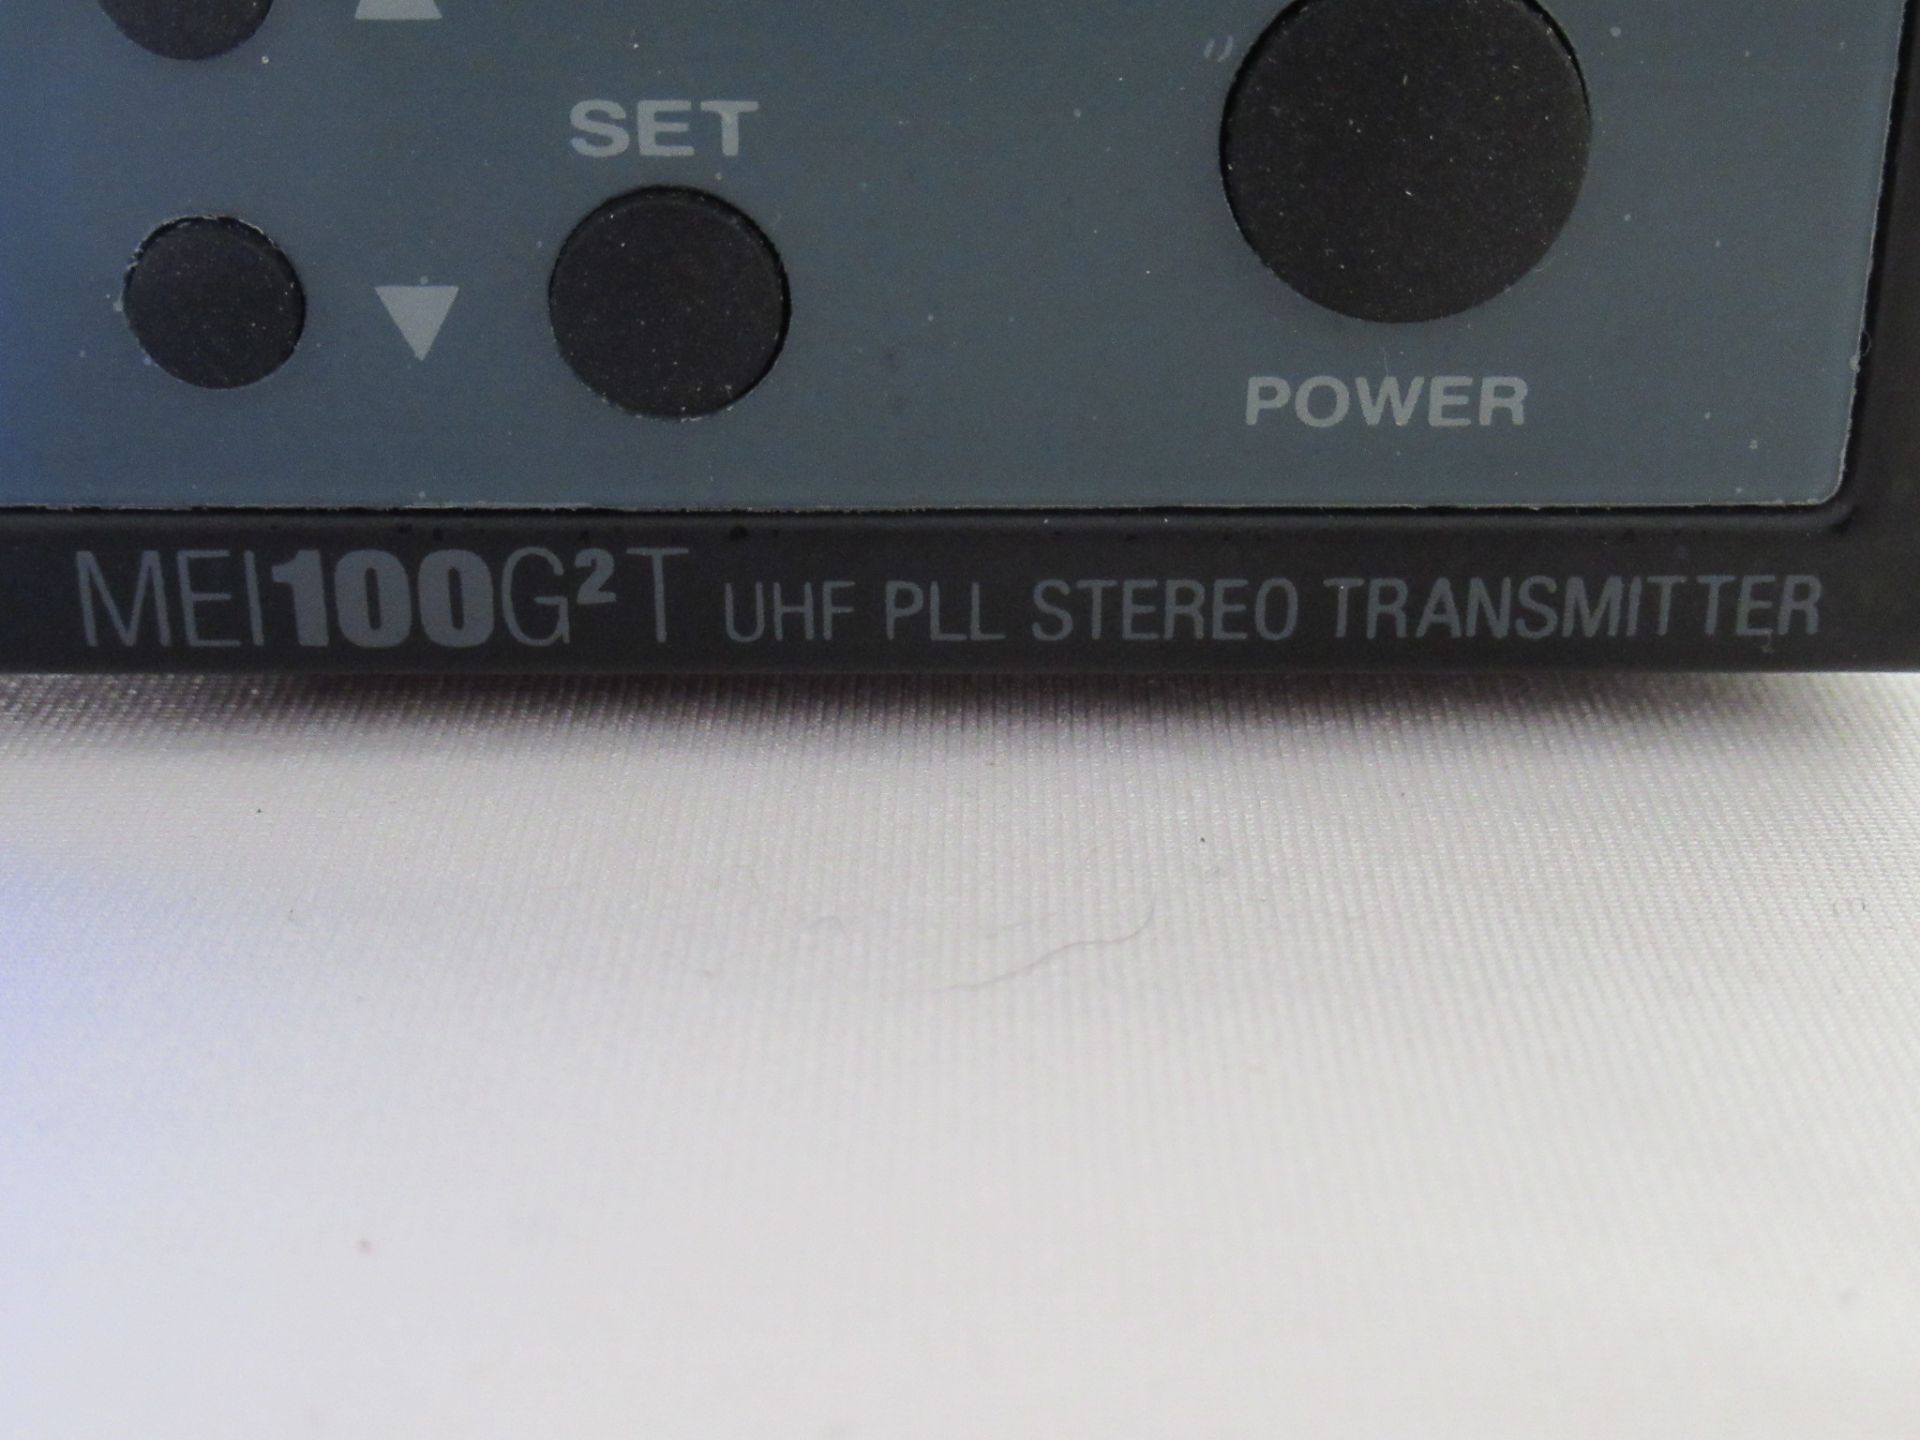 SET
POWER
MEI100G²T UHF PLL STEREO TRANSMITTER